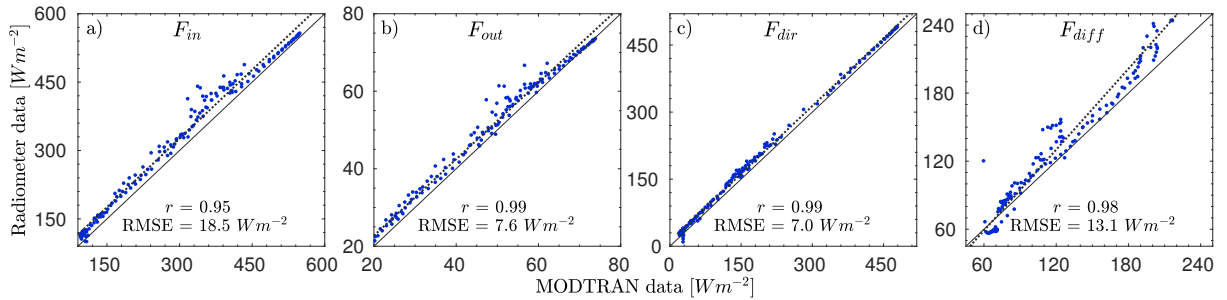 a) F_in
b) F_out
c) F_dir
d) F_diff
Radiometer data [Wm^−2]
600
450
300
150
r = 0.95
RMSE = 18.5 Wm^−2
150 300 450 600
80
60
40
20
r = 0.99
RMSE = 7.6 Wm^−2
20 40 60 80
450
300
150
0
r = 0.99
RMSE = 7.0 Wm^−2
0 150 300 450
240
180
120
60
r = 0.98
RMSE = 13.1 Wm^−2
60 120 180 240
MODTRAN data [Wm^−2]